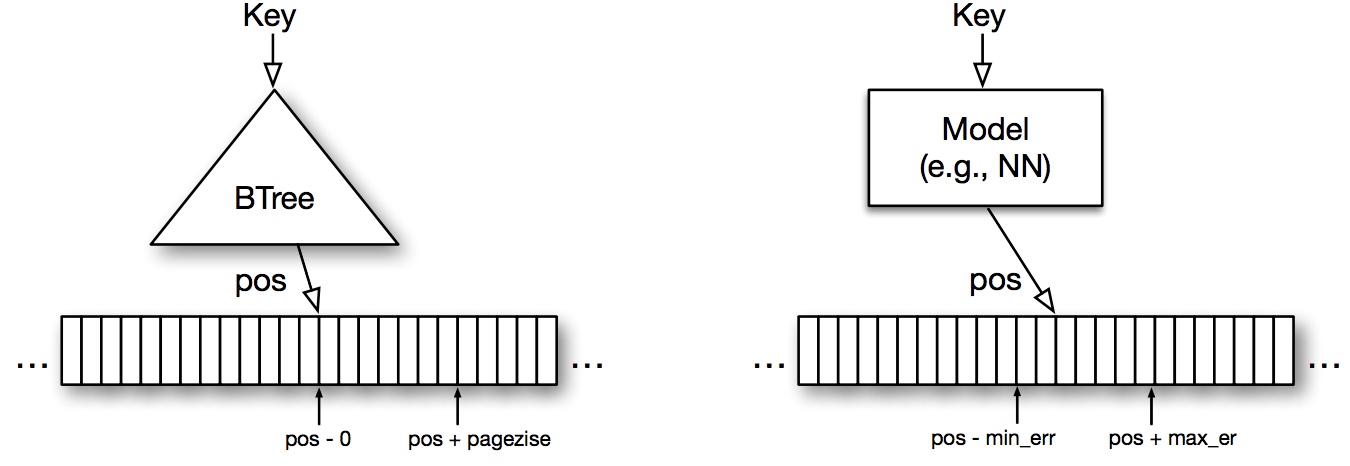 Key
BTree
pos
...
...
pos - 0
pos + pagezise
Key
Model
(e.g., NN)
pos
...
...
pos - min_err
pos + max_er